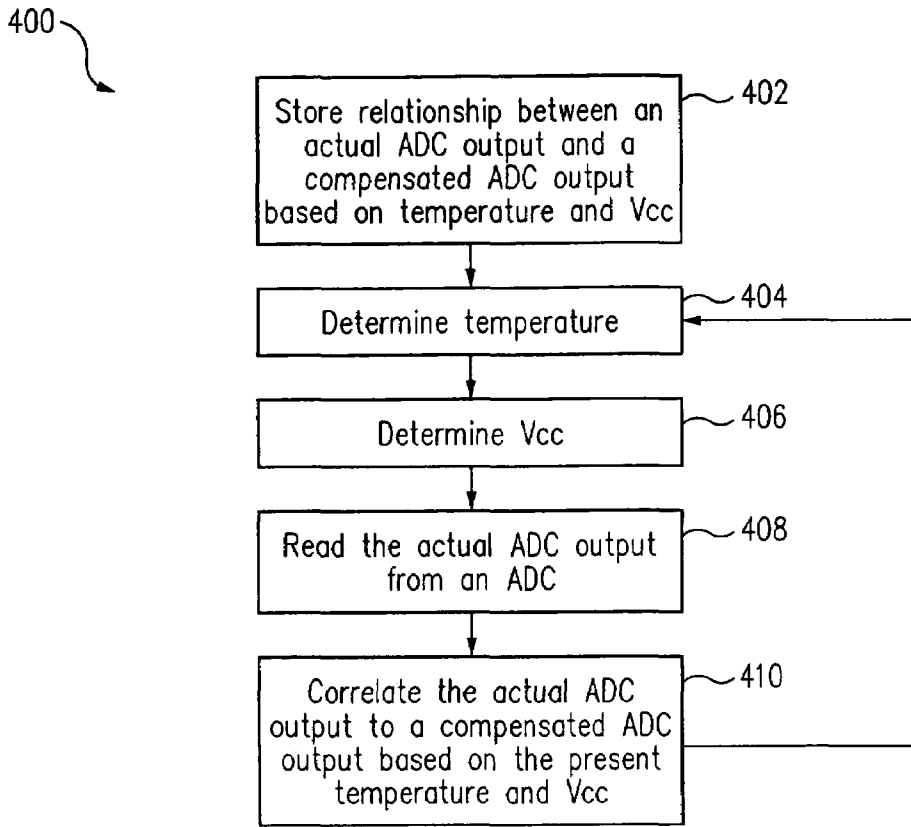 400
402
Store relationship between an
actual ADC output and a
compensated ADC output
based on temperature and Vcc
404
Determine temperature
406
Determine Vcc
408
Read the actual ADC output
from an ADC
410
Correlate the actual ADC
output to a compensated ADC
output based on the present
temperature and Vcc